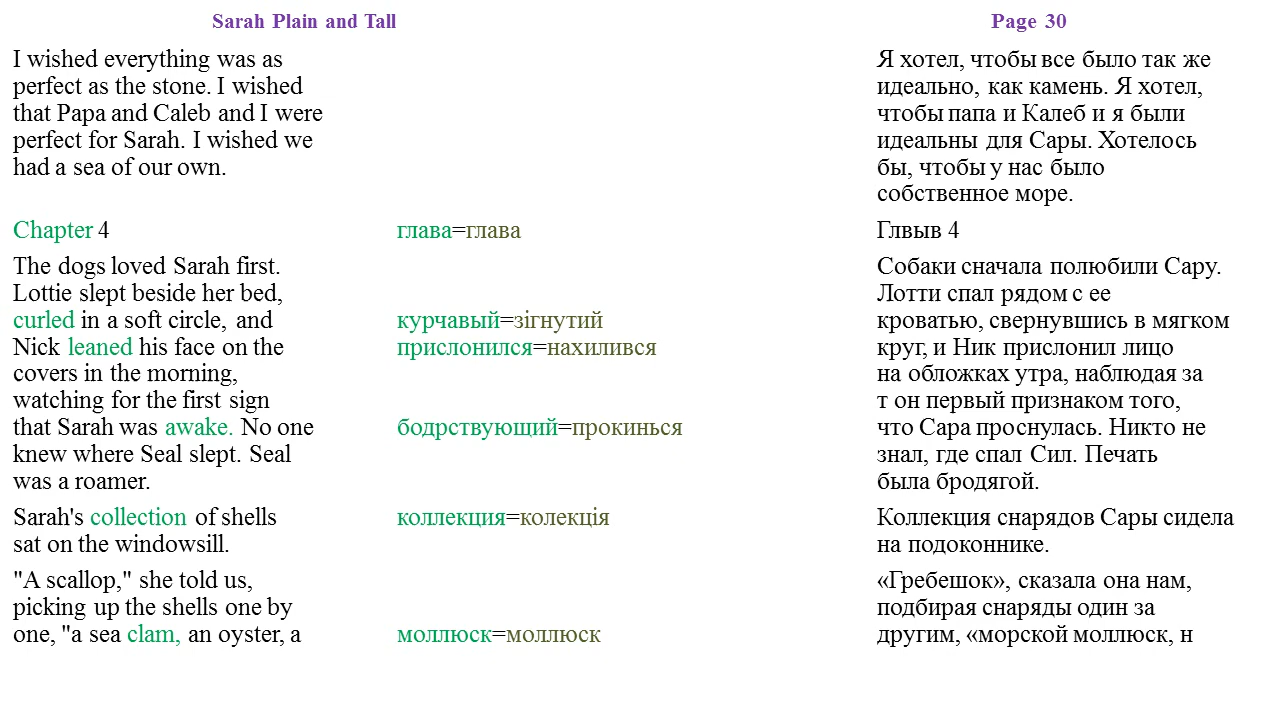 Sarah Plain and Tall
Page 30
I wished everything was as
perfect as the stone. I wished
that Papa and Caleb and I were
perfect for Sarah. I wished we
had a sea of our own.
Я хотел, чтобы все было так же
идеально, как камень. Я хотел,
чтобы папа и Калеб и я были
идеальны для Сары. Хотелось
бы, чтобы у нас было
собственное море.
Chapter 4
глава=глава
Глвыв 4
The dogs loved Sarah first.
Lottie slept beside her bed,
curled in a soft circle, and
Nick leaned his face on the
covers in the morning,
watching for the first sign
that Sarah was awake. No one
knew where Seal slept. Seal
was a roamer.
курчавый=зігнутий
прислонился=нахилився
бодрствующий=прокинься
Собаки сначала полюбили Сару.
Лотти спал рядом с ее
кроватью, свернувшись в мягком
круг, и Ник прислонил лицо
на обложках утра, наблюдая за
т он первый признаком того,
что Сара проснулась. Никто не
знал, где спал Сил. Печать
была бродягой.
Sarah's collection of shells
sat on the windowsill.
коллекция=колекція
Коллекция снарядов Сары сидела
на подоконнике.
"A scallop," she told us,
picking up the shells one by
one, "a sea clam, an oyster, a
моллюск=моллюск
«Гребешок», сказала она нам,
подбирая снаряды один за
другим, «морской моллюск, н